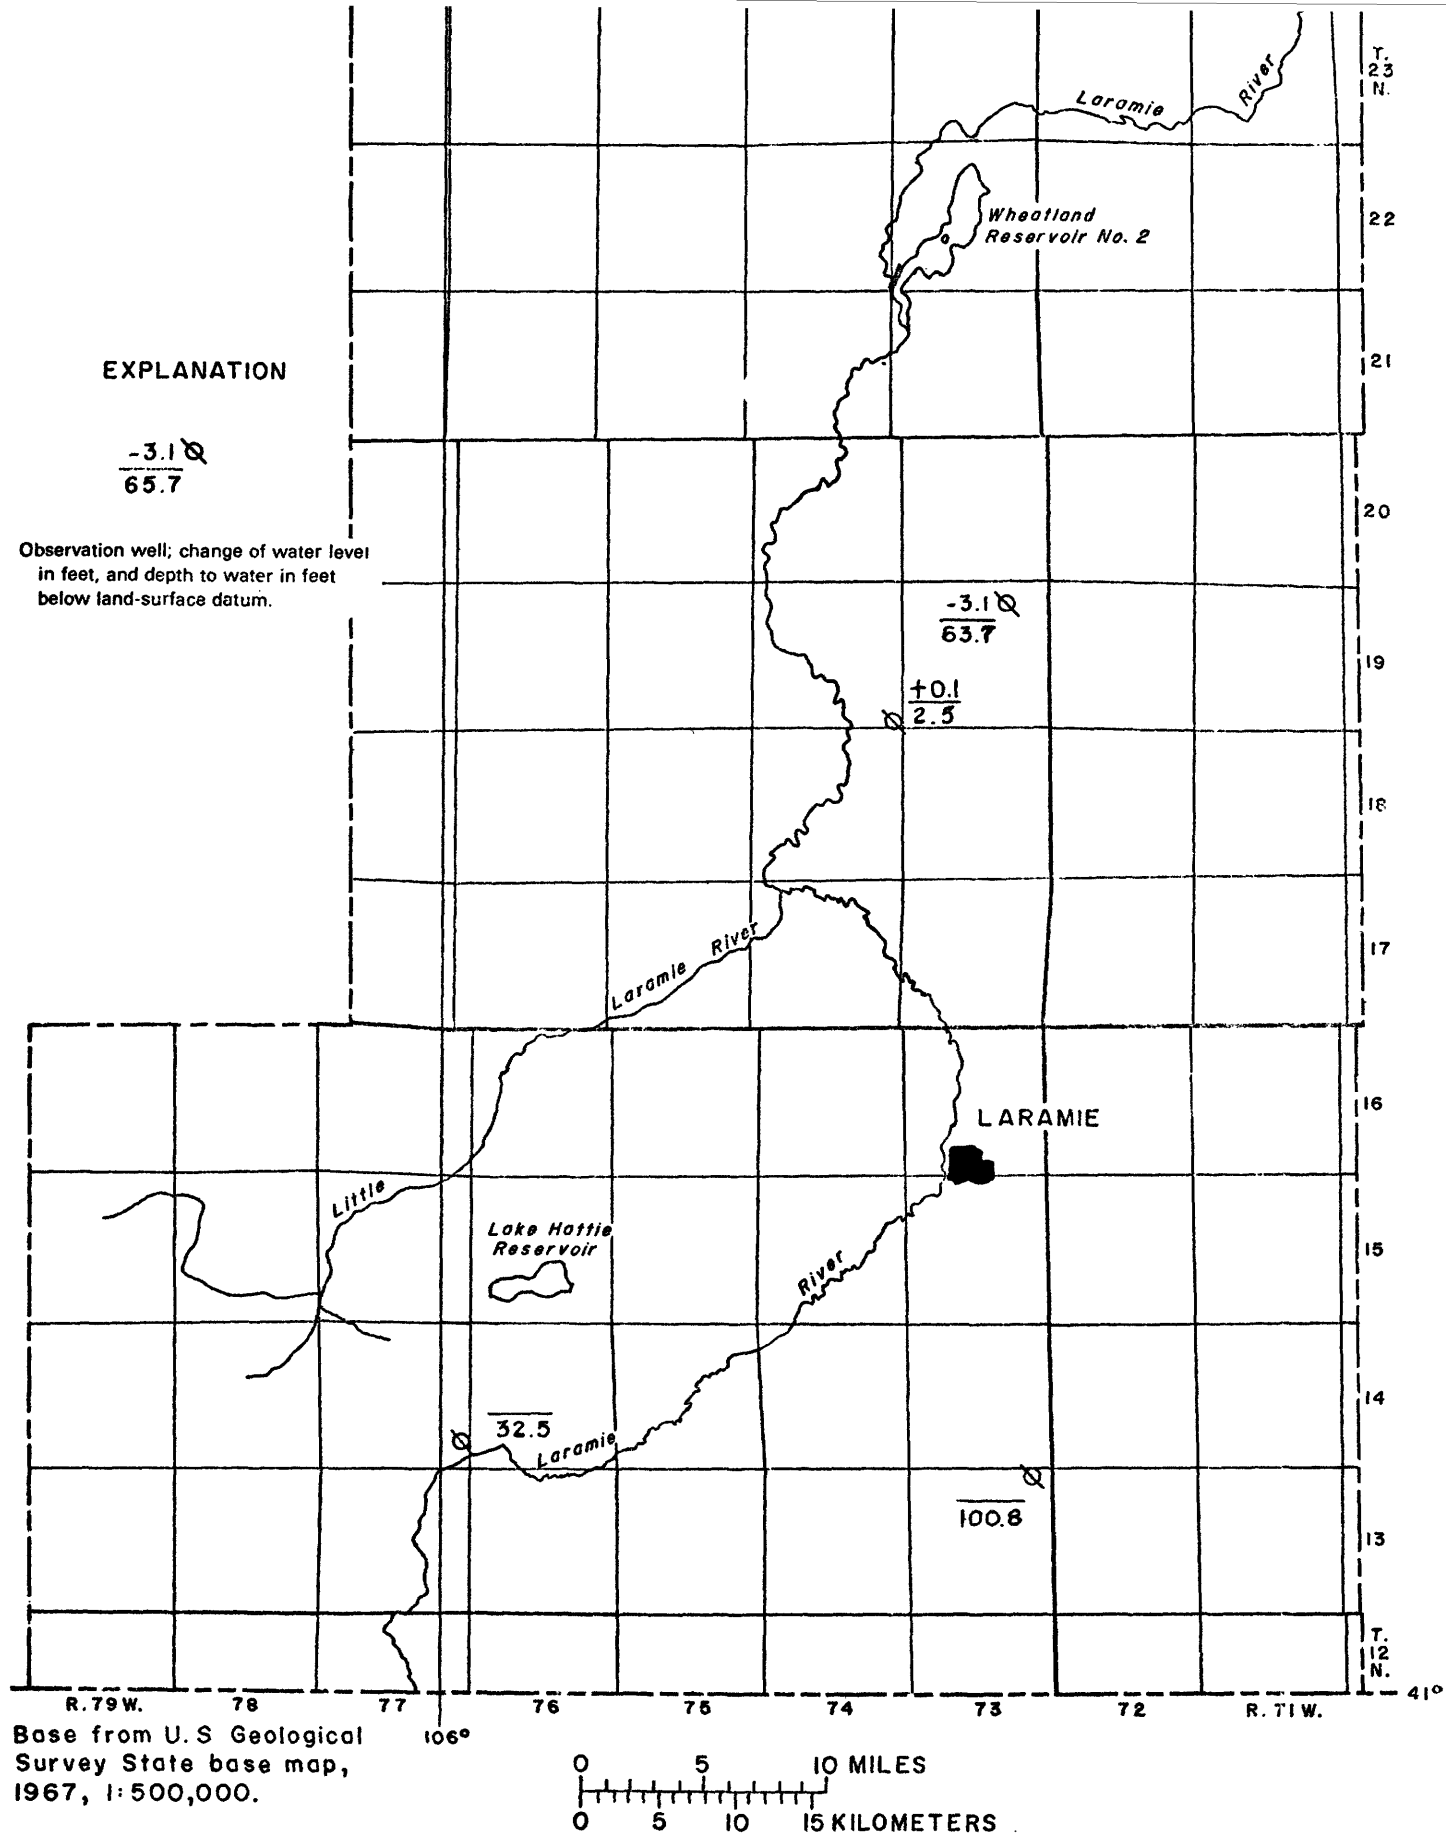 T.
23
N.
Laramie River
Wheatland
Reservoir No. 2
22
21
EXPLANATION
-3.1
65.7
20
Observation well; change of water level
in feet, and depth to water in feet
below land-surface datum.
-3.1
63.7
19
+0.1
2.5
18
17
Little Laramie River
16
LARAMIE
15
Lake Hattie
Reservoir
14
32.5
Laramie River
100.8
13
T.
12
N.
41°
R. 79 W. 78 77 76 75 74 73 72 R. 71 W.
106°
Base from U.S Geological
Survey State base map,
1967, 1:500,000.
0 5 10 MILES
0 5 10 15 KILOMETERS